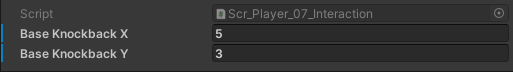 Script Scr_Player_07_Interaction
Base Knockback X 5
Base Knockback Y 3